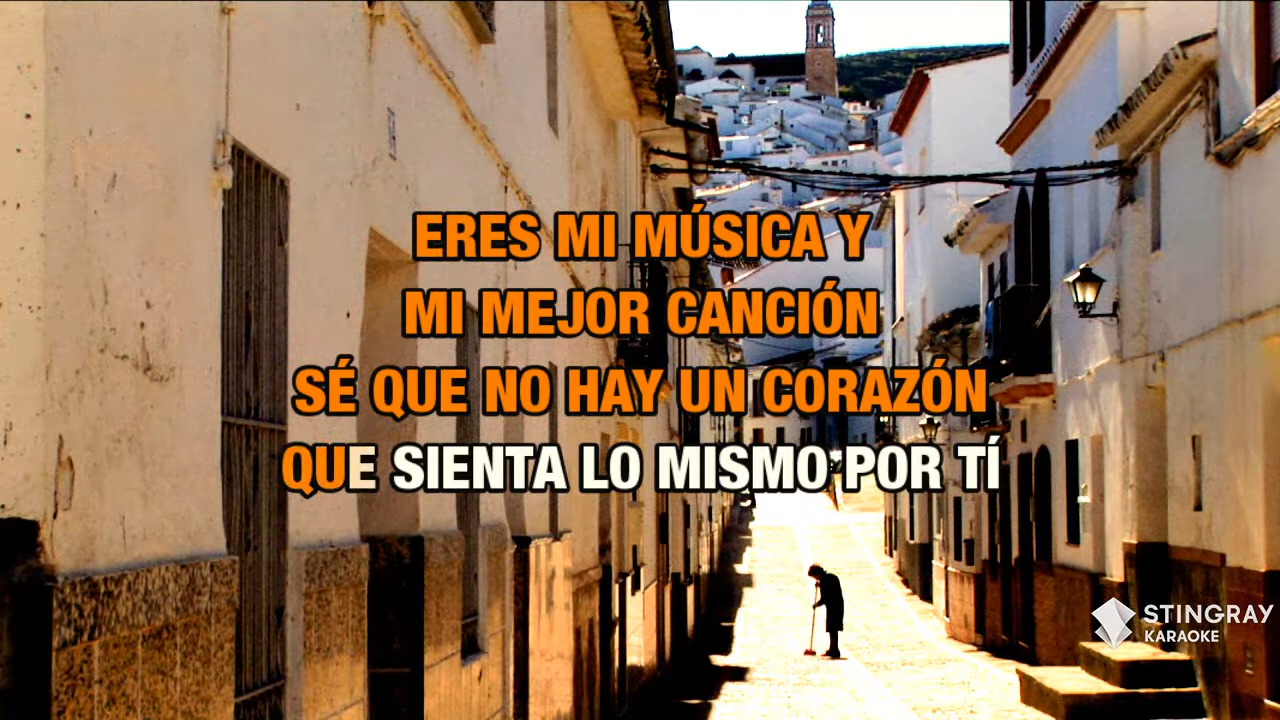 ERES MI MÚSICA Y
MI MEJOR CANCIÓN
SÉ QUE NO HAY UN CORAZÓN
QUE SIENTA LO MISMO POR TÍ
STINGRAY
KARAOKE